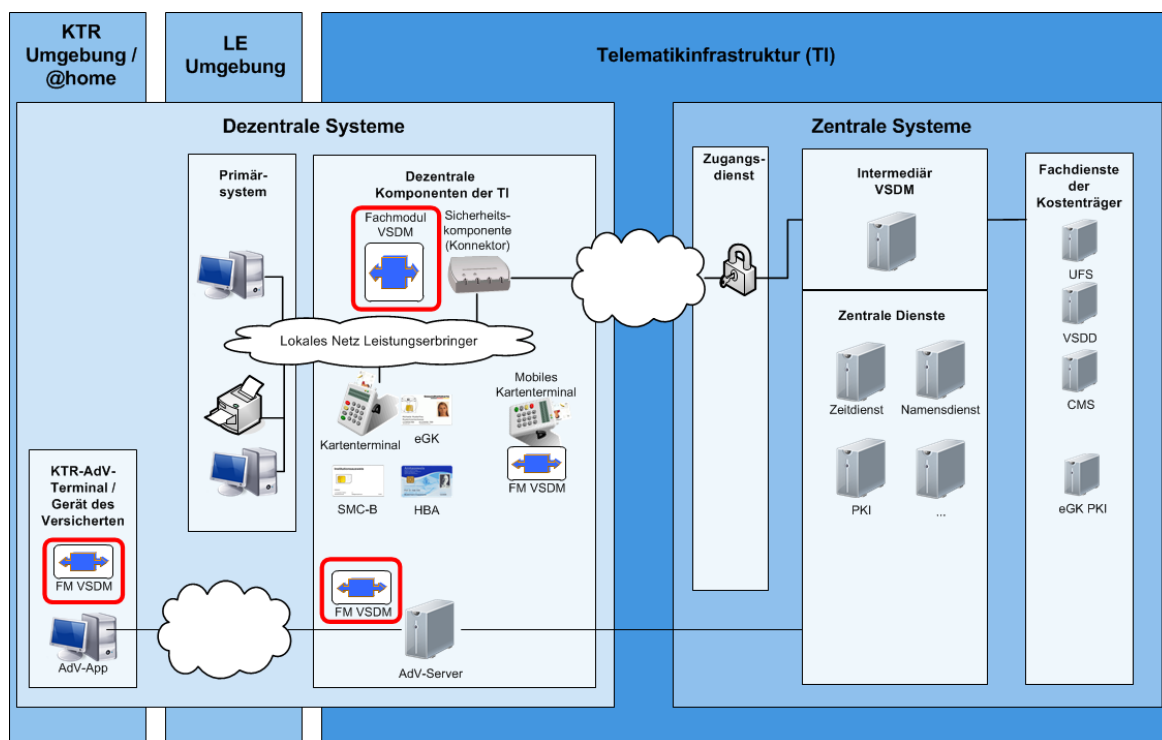 KTR
Umgebung /
@home
LE
Umgebung
Telematikinfrastruktur (TI)
Dezentrale Systeme
Zentrale Systeme
Primär-
system
Dezentrale
Komponenten der TI
Fachmodul
VSDM
Sicherheits-
komponente
(Konnektor)
Lokales Netz Leistungserbringer
Kartenterminal
eGK
Mobiles
Kartenterminal
FM VSDM
SMC-B
HBA
KTR-AdV-
Terminal /
Gerät des
Versicherten
FM VSDM
AdV-App
FM VSDM
AdV-Server
Zugangs-
dienst
Intermediär
VSDM
Zentrale Dienste
Zeitdienst
Namensdienst
PKI
...
Fachdienste
der
Kostenträger
UFS
VSDD
CMS
eGK PKI